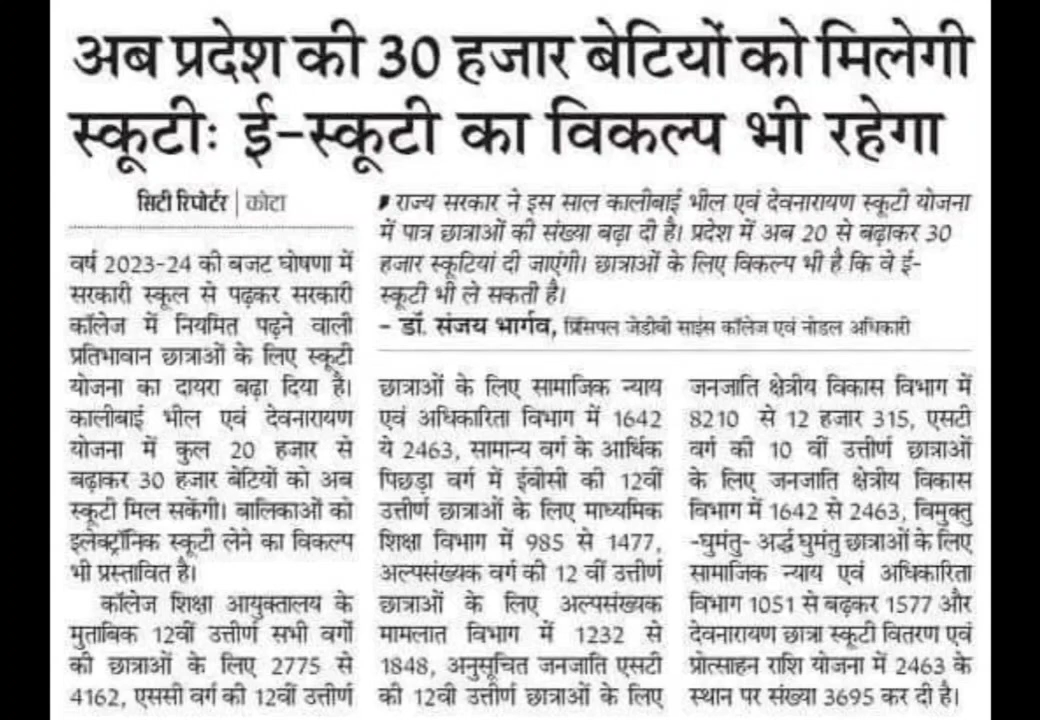 अब प्रदेश की 30 हजार बेटियों को मिलेगी
स्कूटीः ई-स्कूटी का विकल्प भी रहेगा
सिटी रिपोर्टर | कोटा
वर्ष 2023-24 की बजट घोषणा में
सरकारी स्कूल से पढ़कर सरकारी
कॉलेज में नियमित पढ़ने वाली
प्रतिभावान छात्राओं के लिए स्कूटी
योजना का दायरा बढ़ा दिया है।
कालीबाई भील एवं देवनारायण
योजना में कुल 20 हजार से
बढ़ाकर 30 हजार बेटियों को अब
स्कूटी मिल सकेंगी। बालिकाओं को
इलेक्ट्रॉनिक स्कूटी लेने का विकल्प
भी प्रस्तावित है।
कॉलेज शिक्षा आयुक्तालय के
मुताबिक 12वीं उत्तीर्ण सभी वर्गों
की छात्राओं के लिए 2775 से
4162, एससी वर्ग की 12वीं उत्तीर्ण
राज्य सरकार ने इस साल कालीबाई भील एवं देवनारायण स्कूटी योजना
में पात्र छात्राओं की संख्या बढ़ा दी है। प्रदेश में अब 20 से बढ़ाकर 30
हजार स्कूटियां दी जाएंगी। छात्राओं के लिए विकल्प भी है कि वे ई-
स्कूटी भी ले सकती है।
- डॉ. संजय भार्गव, प्रिंसिपल जेडीबी साइंस कॉलेज एवं नोडल अधिकारी
छात्राओं के लिए सामाजिक न्याय
एवं अधिकारिता विभाग में 1642
ये 2463, सामान्य वर्ग के आर्थिक
पिछड़ा वर्ग में ईबीसी की 12वीं
उत्तीर्ण छात्राओं के लिए माध्यमिक
शिक्षा विभाग में 985 से 1477,
अल्पसंख्यक वर्ग की 12 वीं उत्तीर्ण
छात्राओं के लिए अल्पसंख्यक
मामलात विभाग में 1232 से
1848, अनुसूचित जनजाति एसटी
की 12वीं उत्तीर्ण छात्राओं के लिए
जनजाति क्षेत्रीय विकास विभाग में
8210 से 12 हजार 315, एसटी
वर्ग की 10 वीं उत्तीर्ण छात्राओं
के लिए जनजाति क्षेत्रीय विकास
विभाग में 1642 से 2463, विमुक्तु
-घुमंतु- अर्द्ध घुमंतु छात्राओं के लिए
सामाजिक न्याय एवं अधिकारिता
विभाग 1051 से बढ़कर 1577 और
देवनारायण छात्रा स्कूटी वितरण एवं
प्रोत्साहन राशि योजना में 2463 के
स्थान पर संख्या 3695 कर दी है।